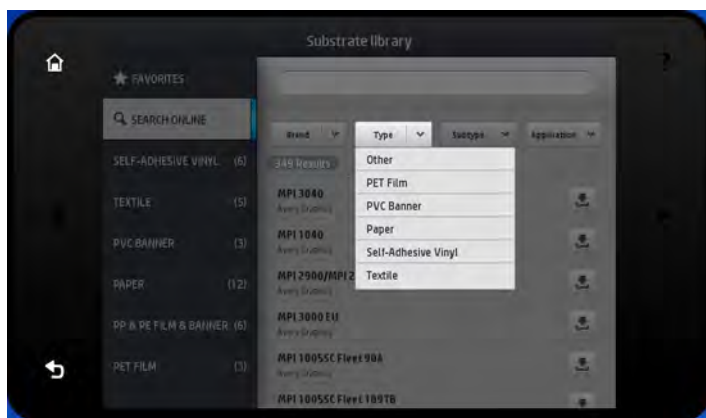 Substrate library
?
FAVORITES
SEARCH ONLINE
SELF-ADHESIVE VINYL (6)
TEXTILE (5)
PVC BANNER (3)
PAPER (12)
PP & PE FILM & BANNER (6)
PET FILM (3)
Brand Type Subtype Application
349 Results
Other
PET Film
PVC Banner
Paper
Self-Adhesive Vinyl
Textile
MPI 3040
Avery Graphics
MPI 1040
Avery Graphics
MPI 2900/MPI 2
Avery Graphics
MPI 3000 EU
Avery Graphics
MPI 1005SC Fleet 90A
Avery Graphics
MPI 1005SC Fleet 109TB